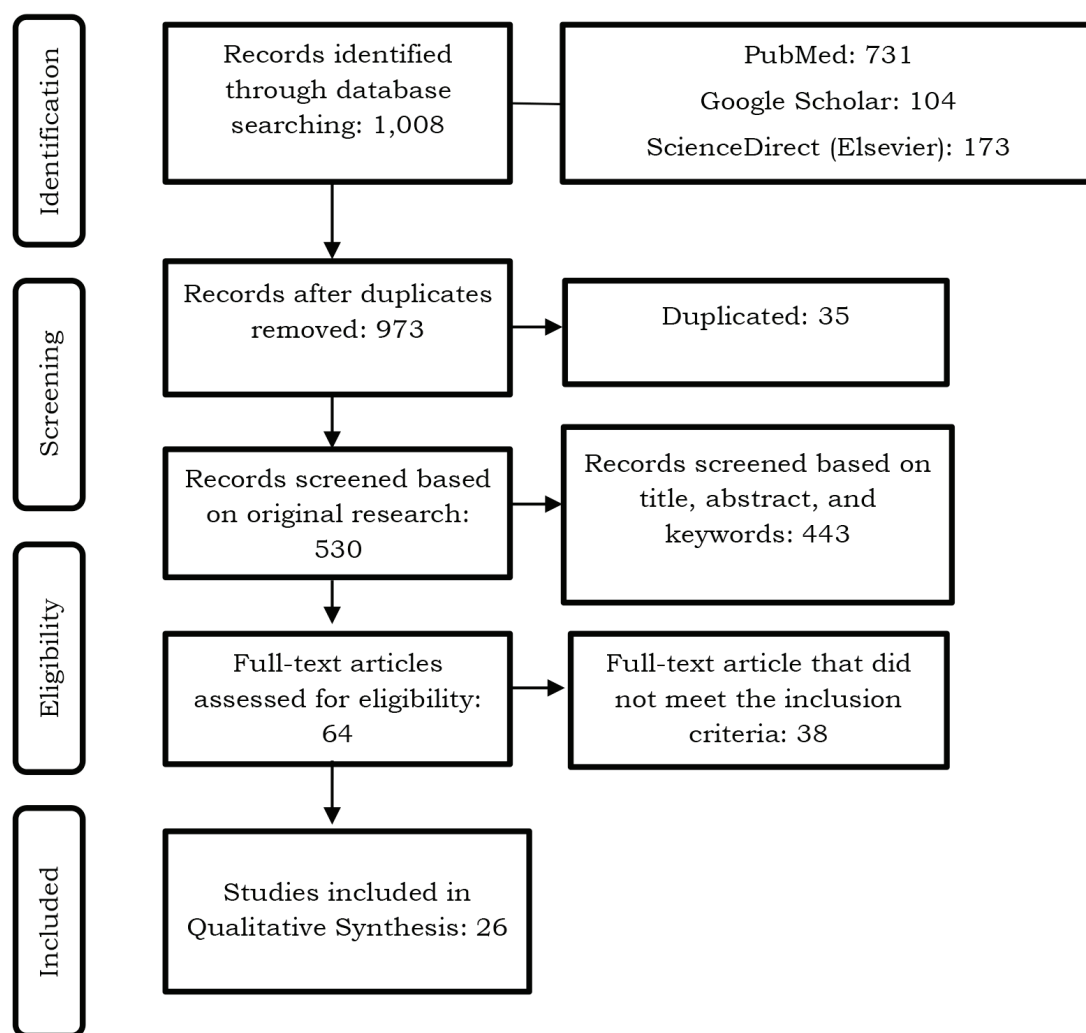 Identification
Records identified
through database
searching: 1,008
PubMed: 731
Google Scholar: 104
ScienceDirect (Elsevier): 173
Screening
Records after duplicates
removed: 973
Duplicated: 35
Records screened based
on original research:
530
Records screened based on
title, abstract, and
keywords: 443
Eligibility
Full-text articles
assessed for eligibility:
64
Full-text article that did
not meet the inclusion
criteria: 38
Included
Studies included in
Qualitative Synthesis: 26